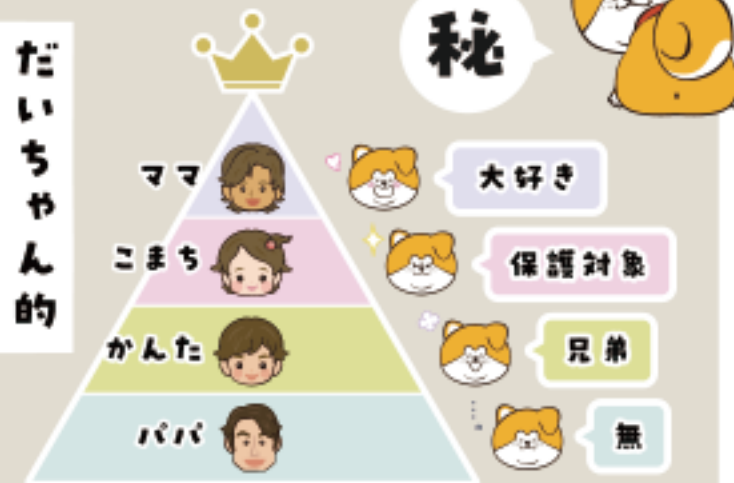 だいちゃん的
秘
ママ
大好き
こまち
保護対象
かんた
兄弟
パパ
無